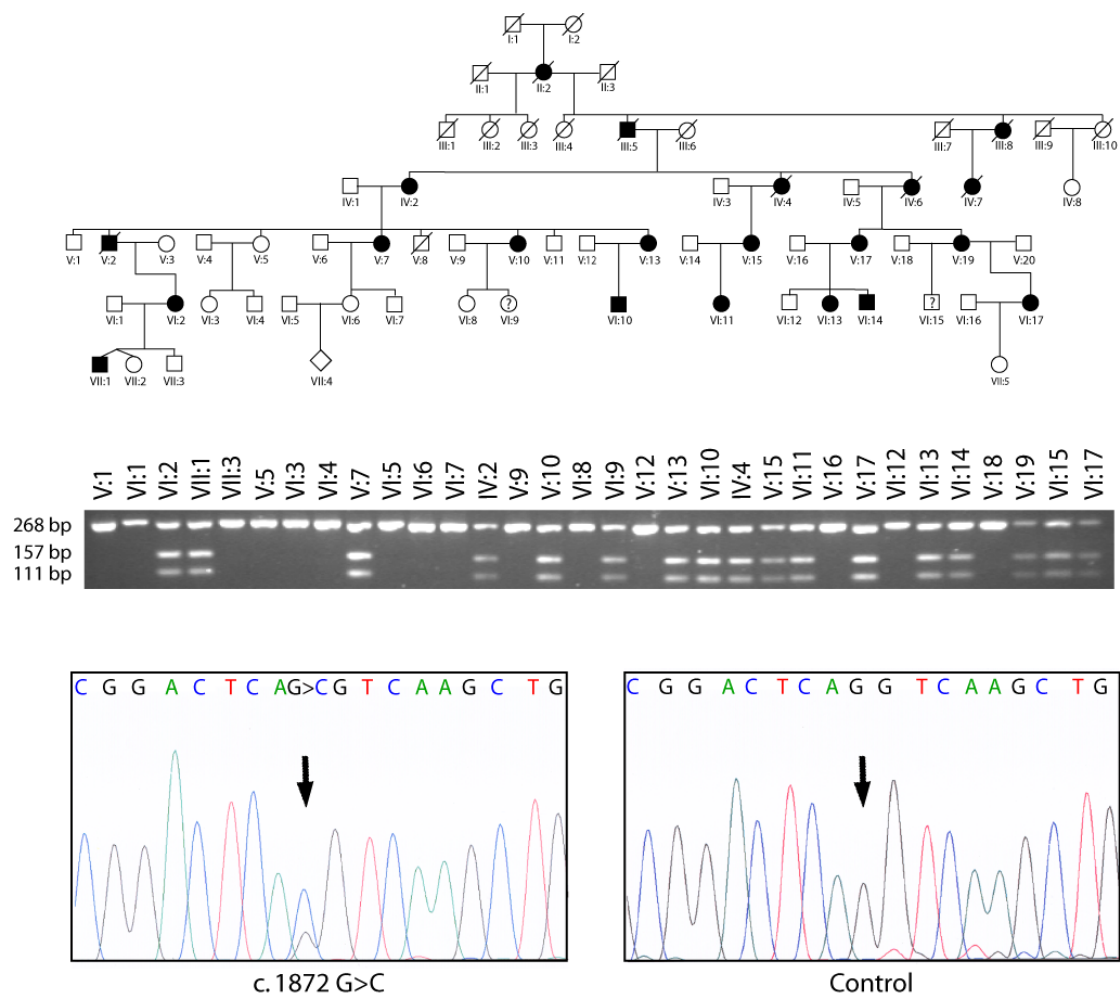 I:1 I:2
II:1 II:2 II:3
III:1 III:2 III:3 III:4 III:5 III:6 III:7 III:8 III:9 III:10
IV:1 IV:2 IV:3 IV:4 IV:5 IV:6 IV:7 IV:8
V:1 V:2 V:3 V:4 V:5 V:6 V:7 V:8 V:9 V:10 V:11 V:12 V:13 V:14 V:15 V:16 V:17 V:18 V:19 V:20
? ?
VI:1 VI:2 VI:3 VI:4 VI:5 VI:6 VI:7 VI:8 VI:9 VI:10 VI:11 VI:12 VI:13 VI:14 VI:15 VI:16 VI:17
VII:1 VII:2 VII:3 VII:4 VII:5
V:1 VI:1 VI:2 VII:1 VII:3 V:5 VI:3 VI:4 V:7 VI:5 VI:6 VI:7 IV:2 V:9 V:10 VI:8 VI:9 V:12 V:13 VI:10 IV:4 V:15 VI:11 V:16 V:17 VI:12 VI:13 VI:14 V:18 V:19 VI:15 VI:17
268 bp
157 bp
111 bp
C G G A C T C A G>C G T C A A G C T G
C G G A C T C A G G T C A A G C T G
c. 1872 G>C
Control